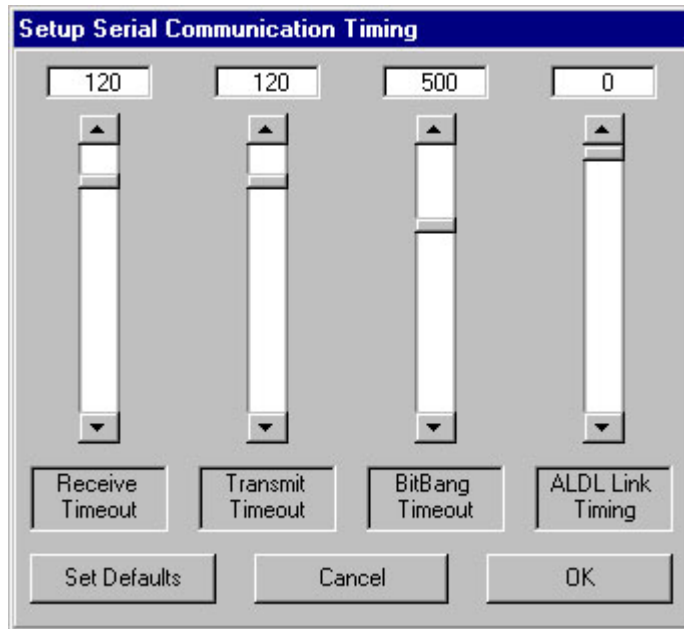 Setup Serial Communication Timing
120 120 500 0
Receive Transmit BitBang ALDL Link
Timeout Timeout Timeout Timing
Set Defaults Cancel OK